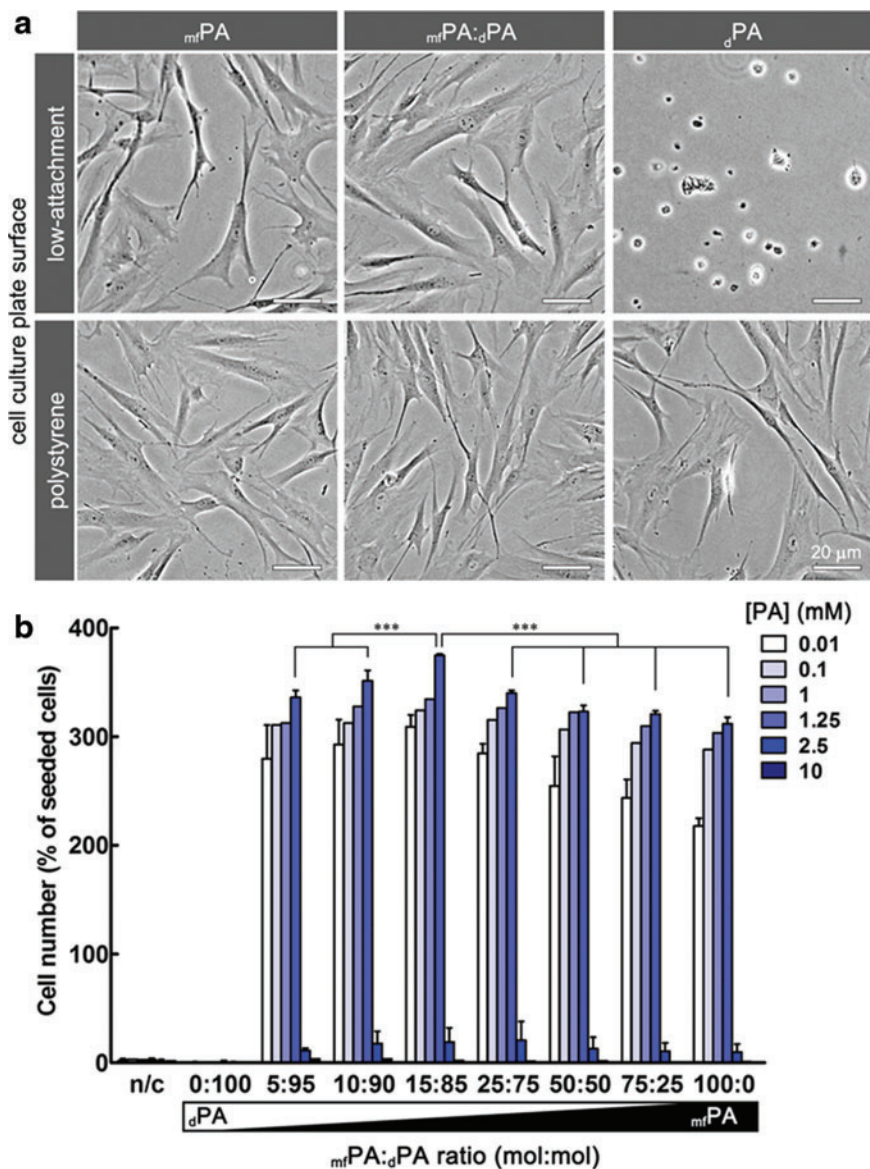 a
mfPA
mfPA:dPA
dPA
cell culture plate surface
low-attachment
polystyrene
20 μm
b
[PA] (mM)
0.01
0.1
1
1.25
2.5
10
***
***
Cell number (% of seeded cells)
400
300
200
100
0
n/c 0:100 5:95 10:90 15:85 25:75 50:50 75:25 100:0
dPA mfPA
mfPA:dPA ratio (mol:mol)